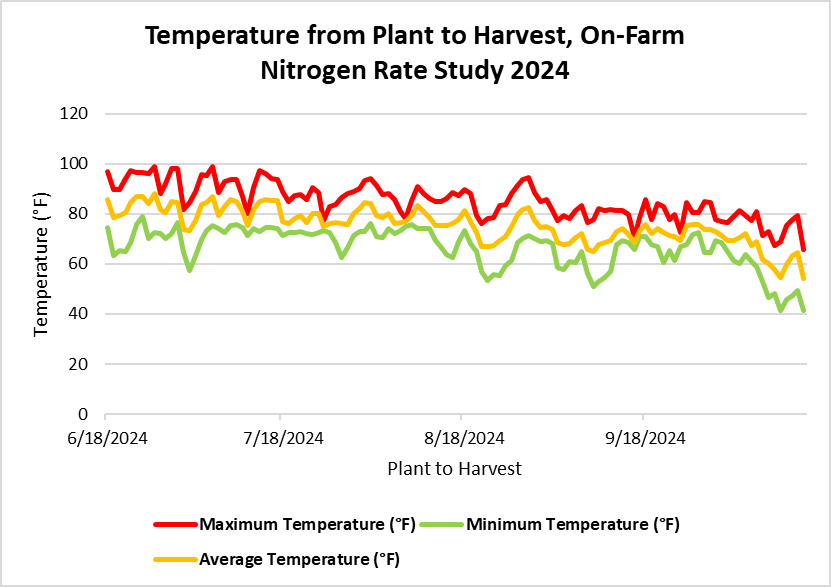 Temperature from Plant to Harvest, On-Farm
Nitrogen Rate Study 2024
120
100
80
60
40
20
0
Temperature (°F)
6/18/2024 7/18/2024 8/18/2024 9/18/2024
Plant to Harvest
Maximum Temperature (°F) Minimum Temperature (°F)
Average Temperature (°F)